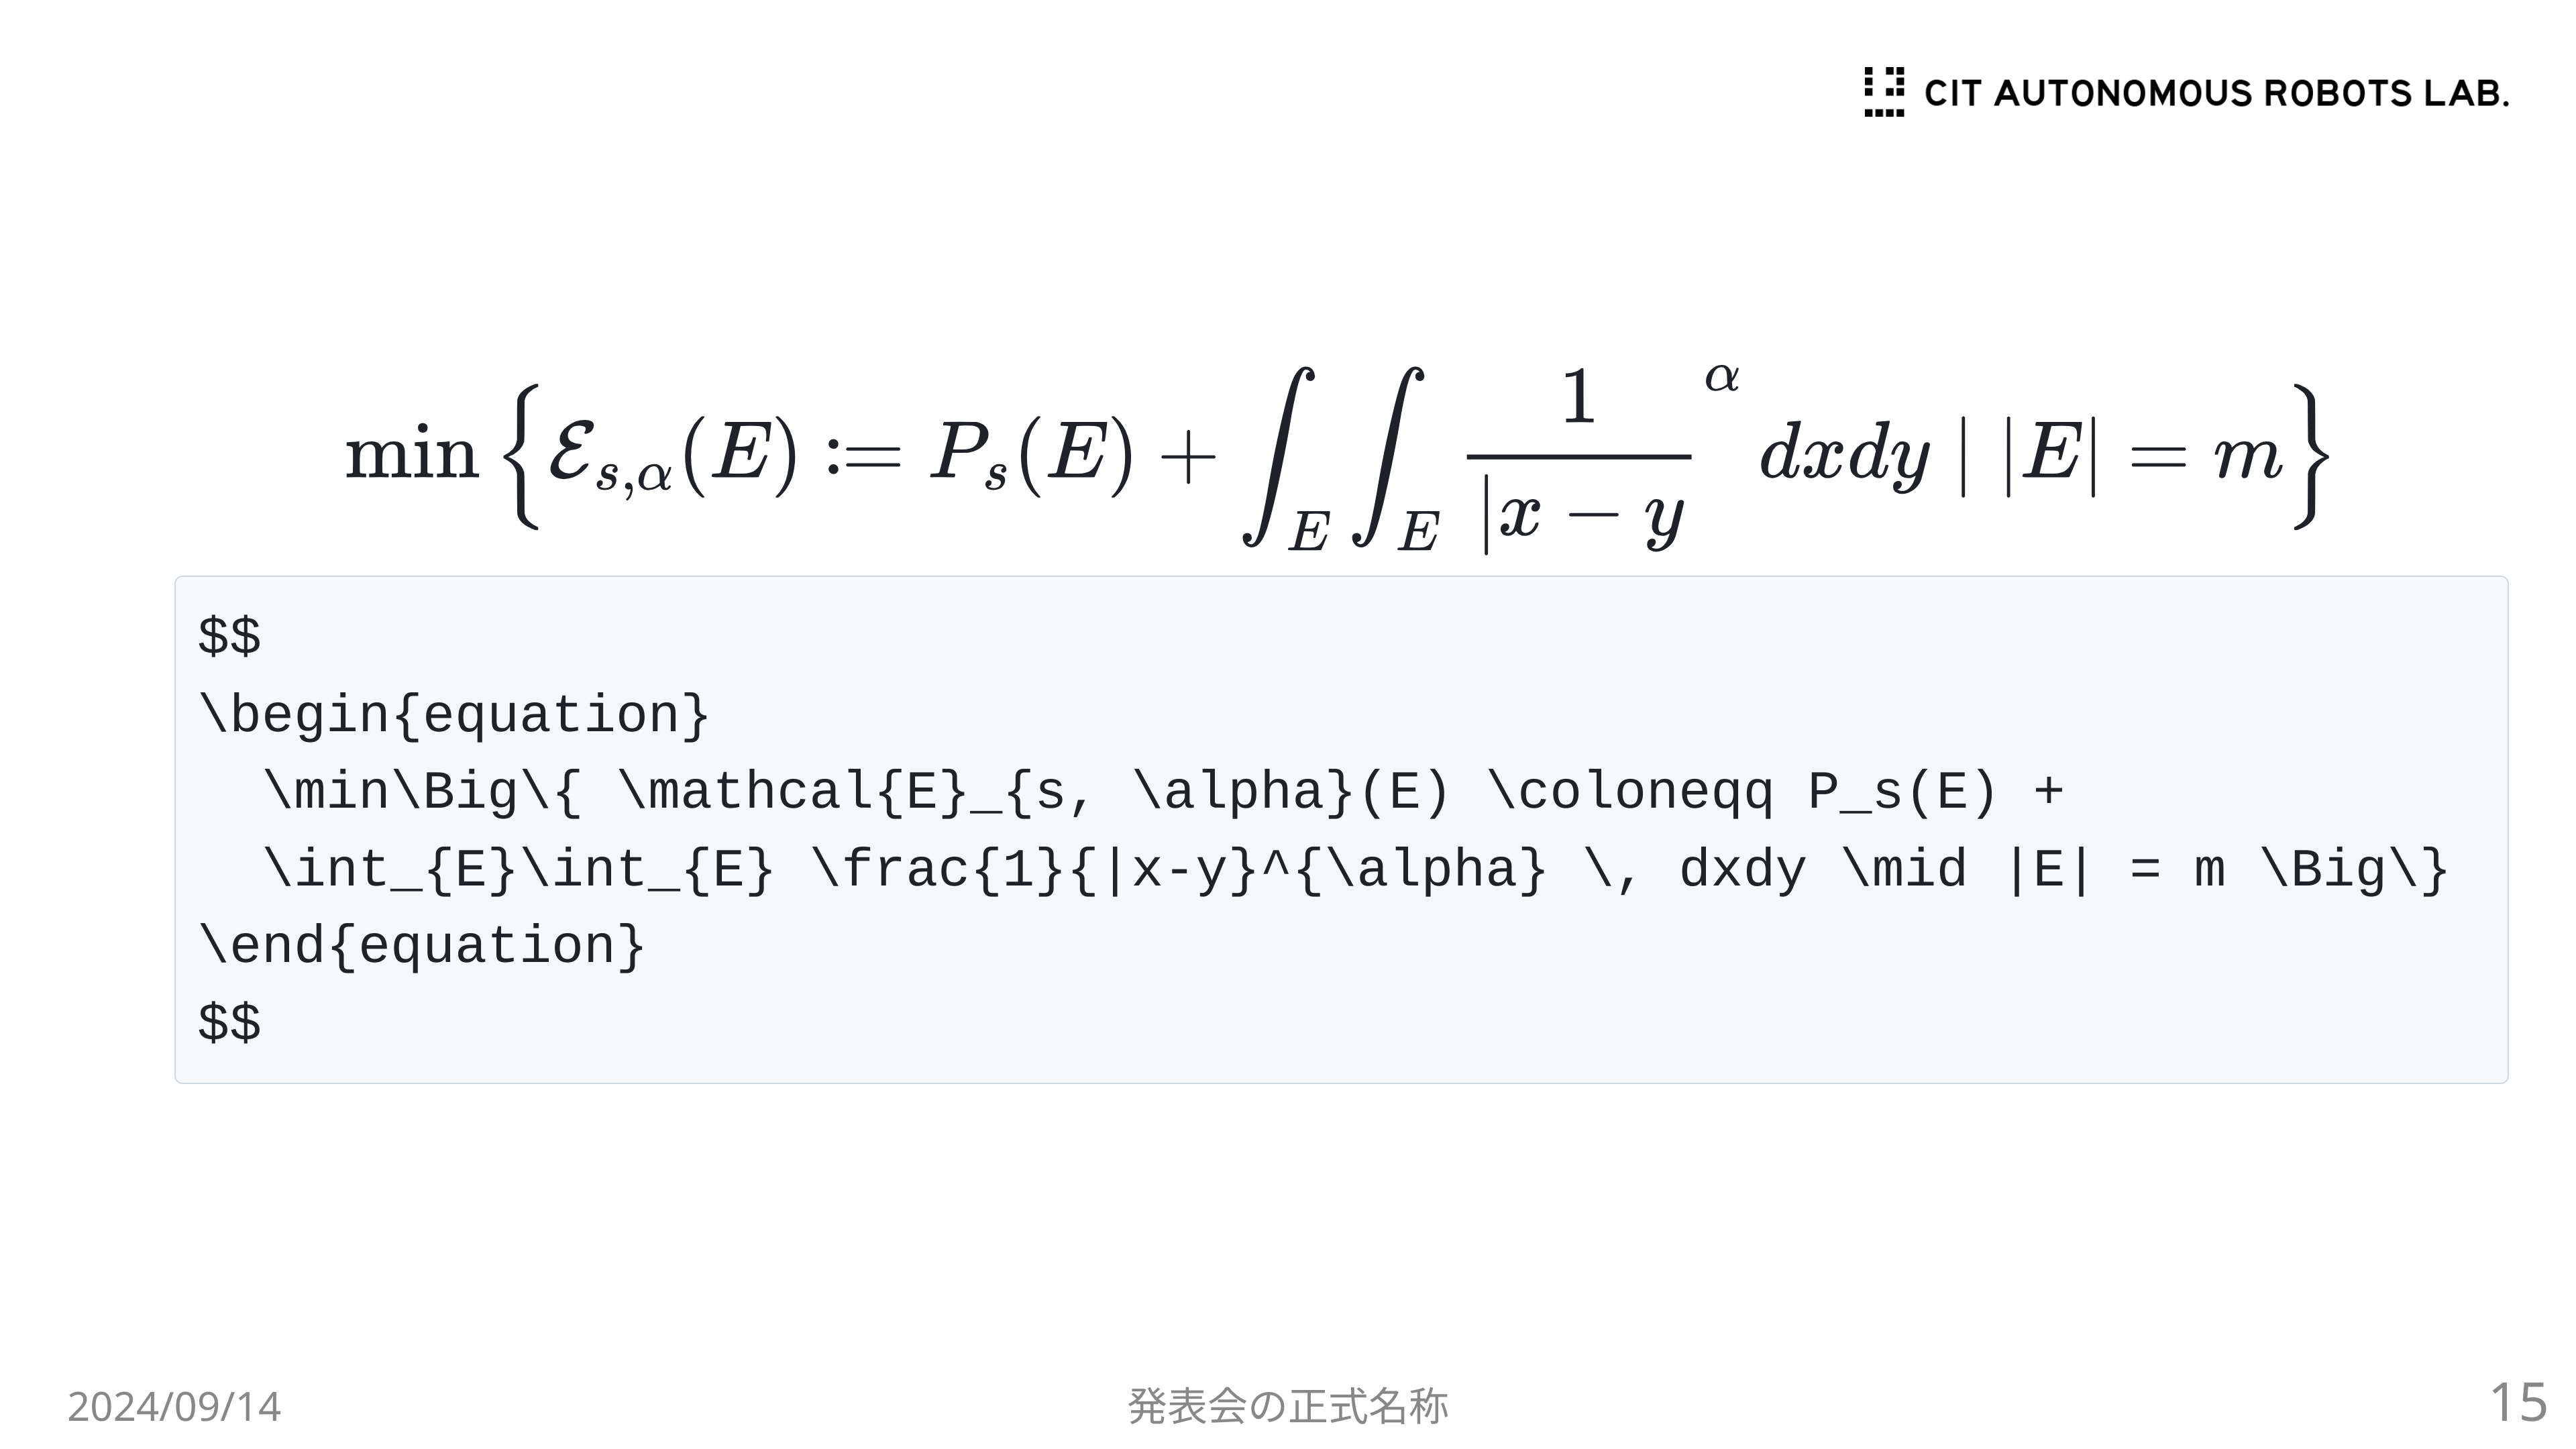 CIT AUTONOMOUS ROBOTS LAB.
min { ℰ_{s,α}(E) := P_s(E) + ∫_E ∫_E \frac{1}{|x − y}^α dxdy | |E| = m }
$$
\begin{equation}
  \min\Big\{ \mathcal{E}_{s, \alpha}(E) \coloneqq P_s(E) +
  \int_{E}\int_{E} \frac{1}{|x-y}^{\alpha} \, dxdy \mid |E| = m \Big\}
\end{equation}
$$
2024/09/14
発表会の正式名称
15